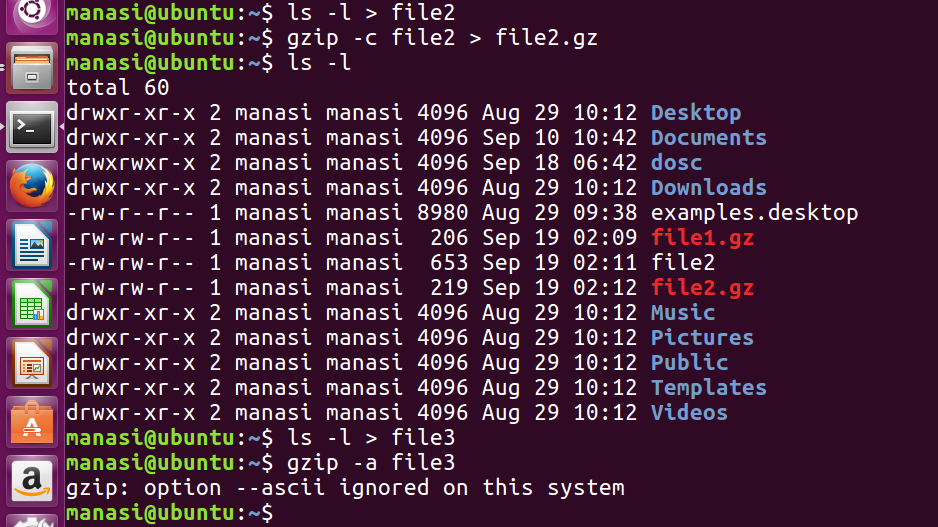 manasi@ubuntu:~$ ls -l > file2
manasi@ubuntu:~$ gzip -c file2 > file2.gz
manasi@ubuntu:~$ ls -l
total 60
drwxr-xr-x 2 manasi manasi 4096 Aug 29 10:12 Desktop
drwxr-xr-x 2 manasi manasi 4096 Sep 10 10:42 Documents
drwxrwxr-x 2 manasi manasi 4096 Sep 18 06:42 dosc
drwxr-xr-x 2 manasi manasi 4096 Aug 29 10:12 Downloads
-rw-r--r-- 1 manasi manasi 8980 Aug 29 09:38 examples.desktop
-rw-rw-r-- 1 manasi manasi  206 Sep 19 02:09 file1.gz
-rw-rw-r-- 1 manasi manasi  653 Sep 19 02:11 file2
-rw-rw-r-- 1 manasi manasi  219 Sep 19 02:12 file2.gz
drwxr-xr-x 2 manasi manasi 4096 Aug 29 10:12 Music
drwxr-xr-x 2 manasi manasi 4096 Aug 29 10:12 Pictures
drwxr-xr-x 2 manasi manasi 4096 Aug 29 10:12 Public
drwxr-xr-x 2 manasi manasi 4096 Aug 29 10:12 Templates
drwxr-xr-x 2 manasi manasi 4096 Aug 29 10:12 Videos
manasi@ubuntu:~$ ls -l > file3
manasi@ubuntu:~$ gzip -a file3
gzip: option --ascii ignored on this system
manasi@ubuntu:~$